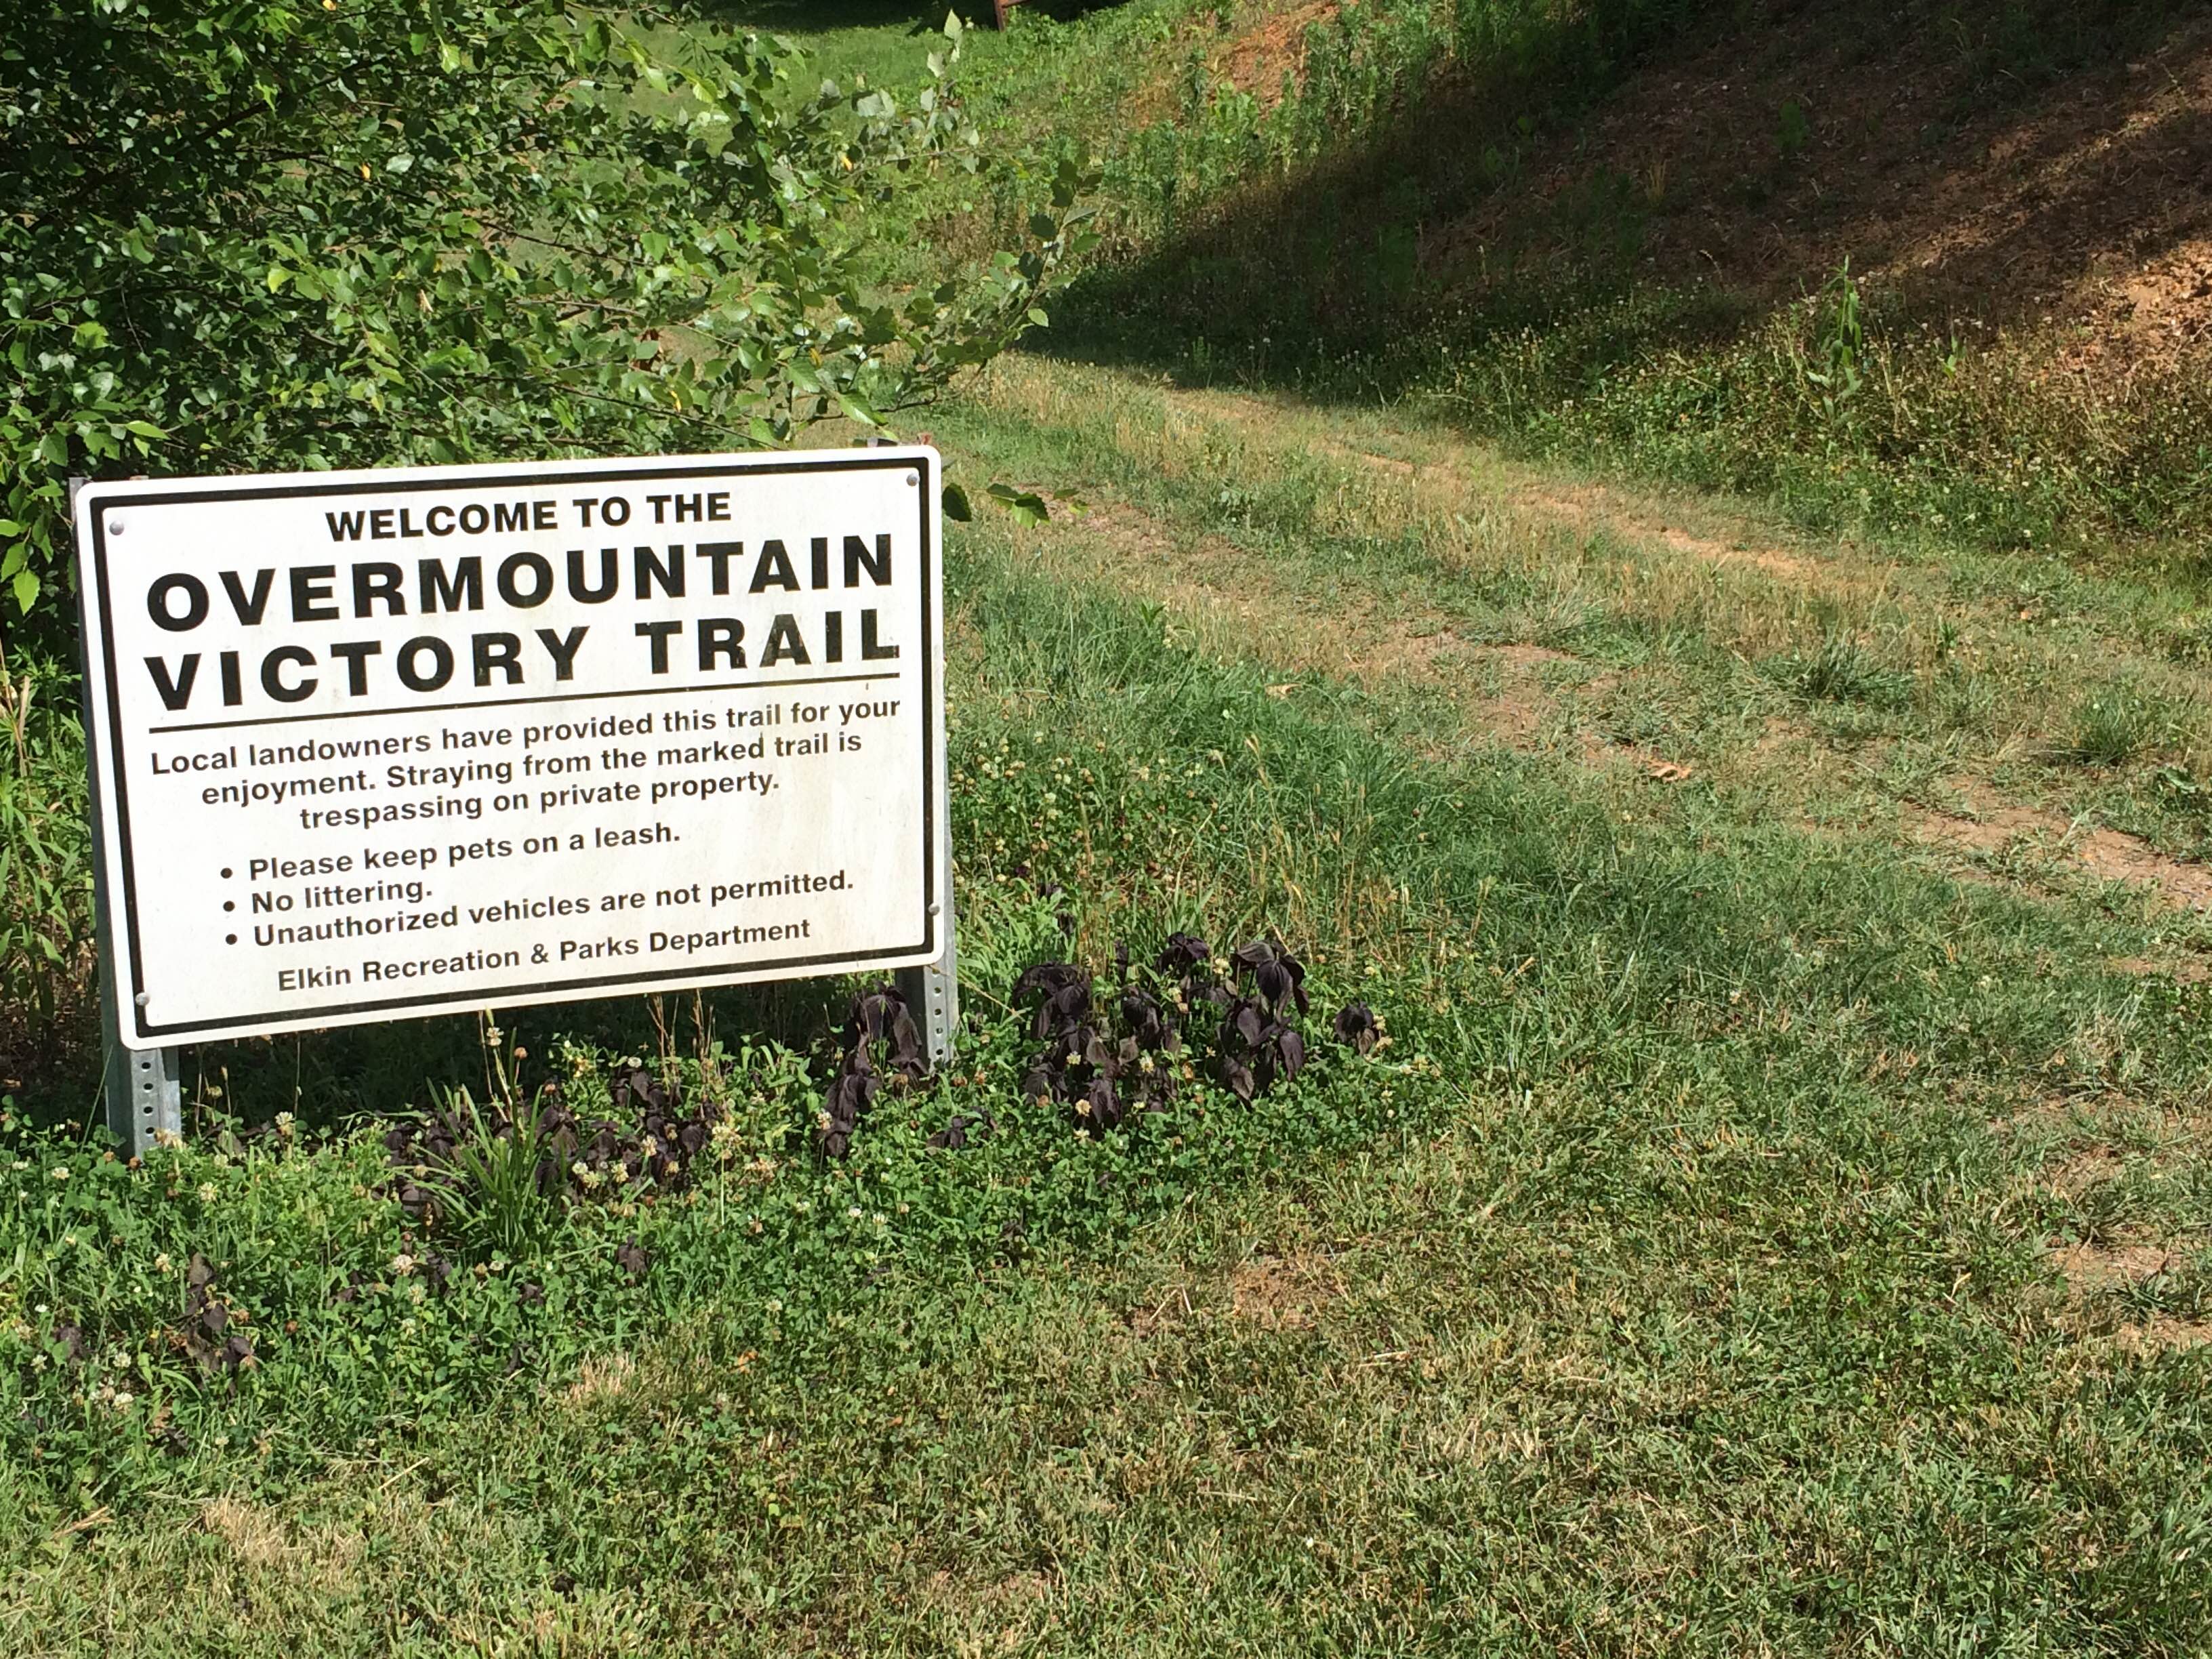 WELCOME TO THE
OVERMOUNTAIN
VICTORY TRAIL
Local landowners have provided this trail for your
enjoyment. Straying from the marked trail is
trespassing on private property.
• Please keep pets on a leash.
• No littering.
• Unauthorized vehicles are not permitted.
Elkin Recreation & Parks Department